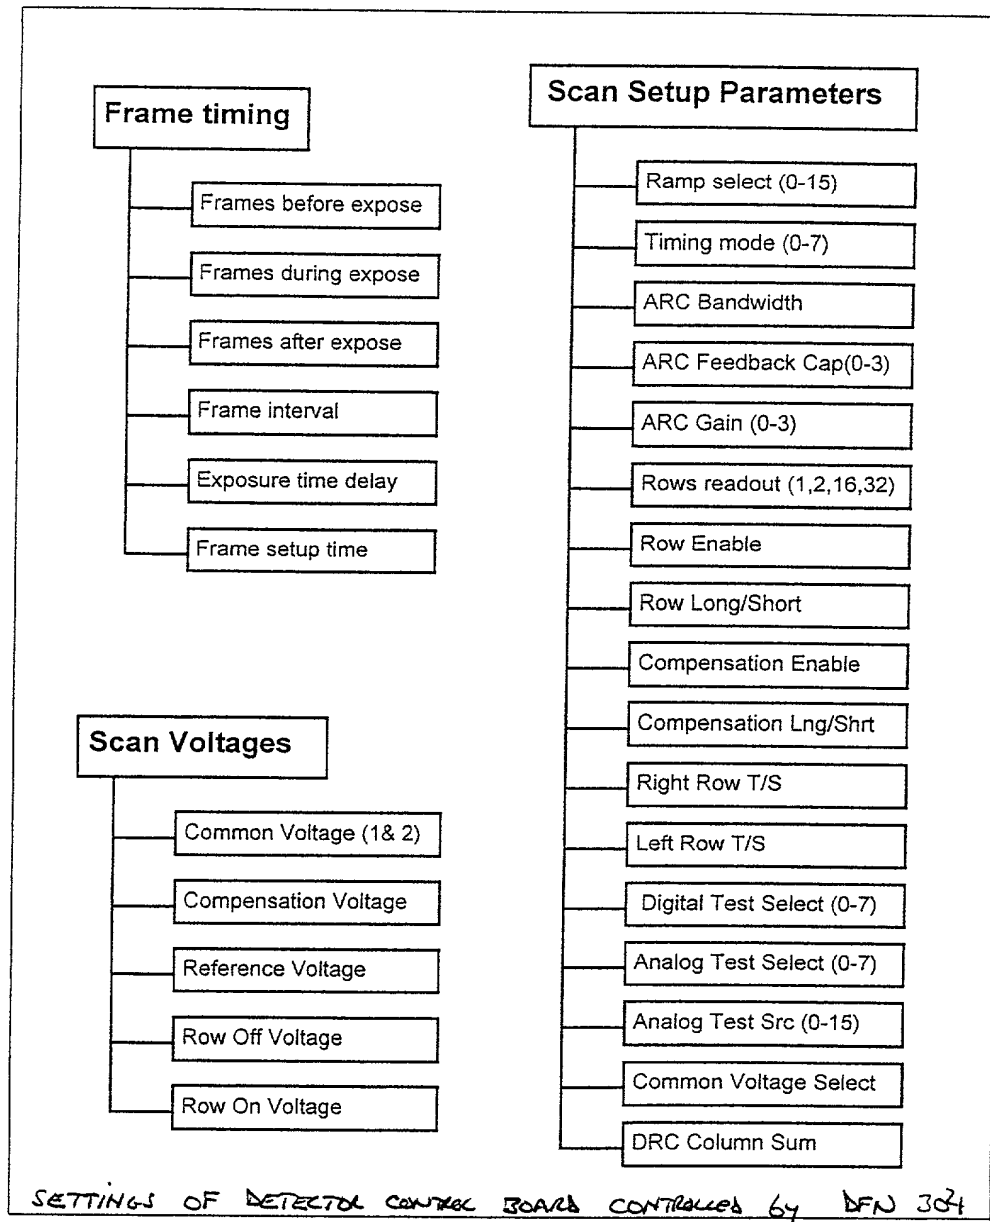 Frame timing
Frames before expose
Frames during expose
Frames after expose
Frame interval
Exposure time delay
Frame setup time
Scan Voltages
Common Voltage (1& 2)
Compensation Voltage
Reference Voltage
Row Off Voltage
Row On Voltage
Scan Setup Parameters
Ramp select (0-15)
Timing mode (0-7)
ARC Bandwidth
ARC Feedback Cap(0-3)
ARC Gain (0-3)
Rows readout (1,2,16,32)
Row Enable
Row Long/Short
Compensation Enable
Compensation Lng/Shrt
Right Row T/S
Left Row T/S
Digital Test Select (0-7)
Analog Test Select (0-7)
Analog Test Src (0-15)
Common Voltage Select
DRC Column Sum
SETTINGS OF DETECTOR CONTROL BOARD CONTROLLED by DFN 304